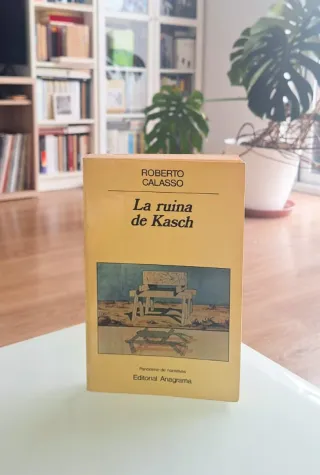 ROBERTO
CALASSO
La ruina
de Kasch
Panorama de narrativas
Editorial Anagrama